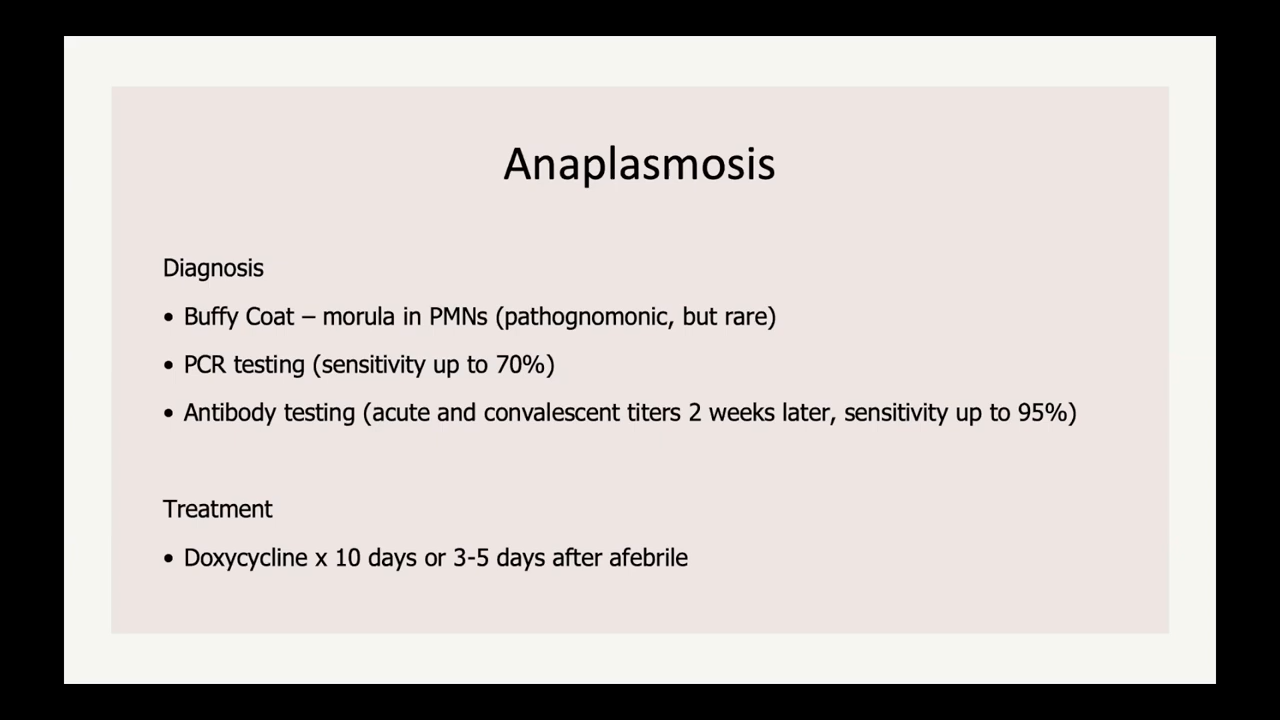 Anaplasmosis
Diagnosis
• Buffy Coat – morula in PMNs (pathognomonic, but rare)
• PCR testing (sensitivity up to 70%)
• Antibody testing (acute and convalescent titers 2 weeks later, sensitivity up to 95%)
Treatment
• Doxycycline x 10 days or 3-5 days after afebrile